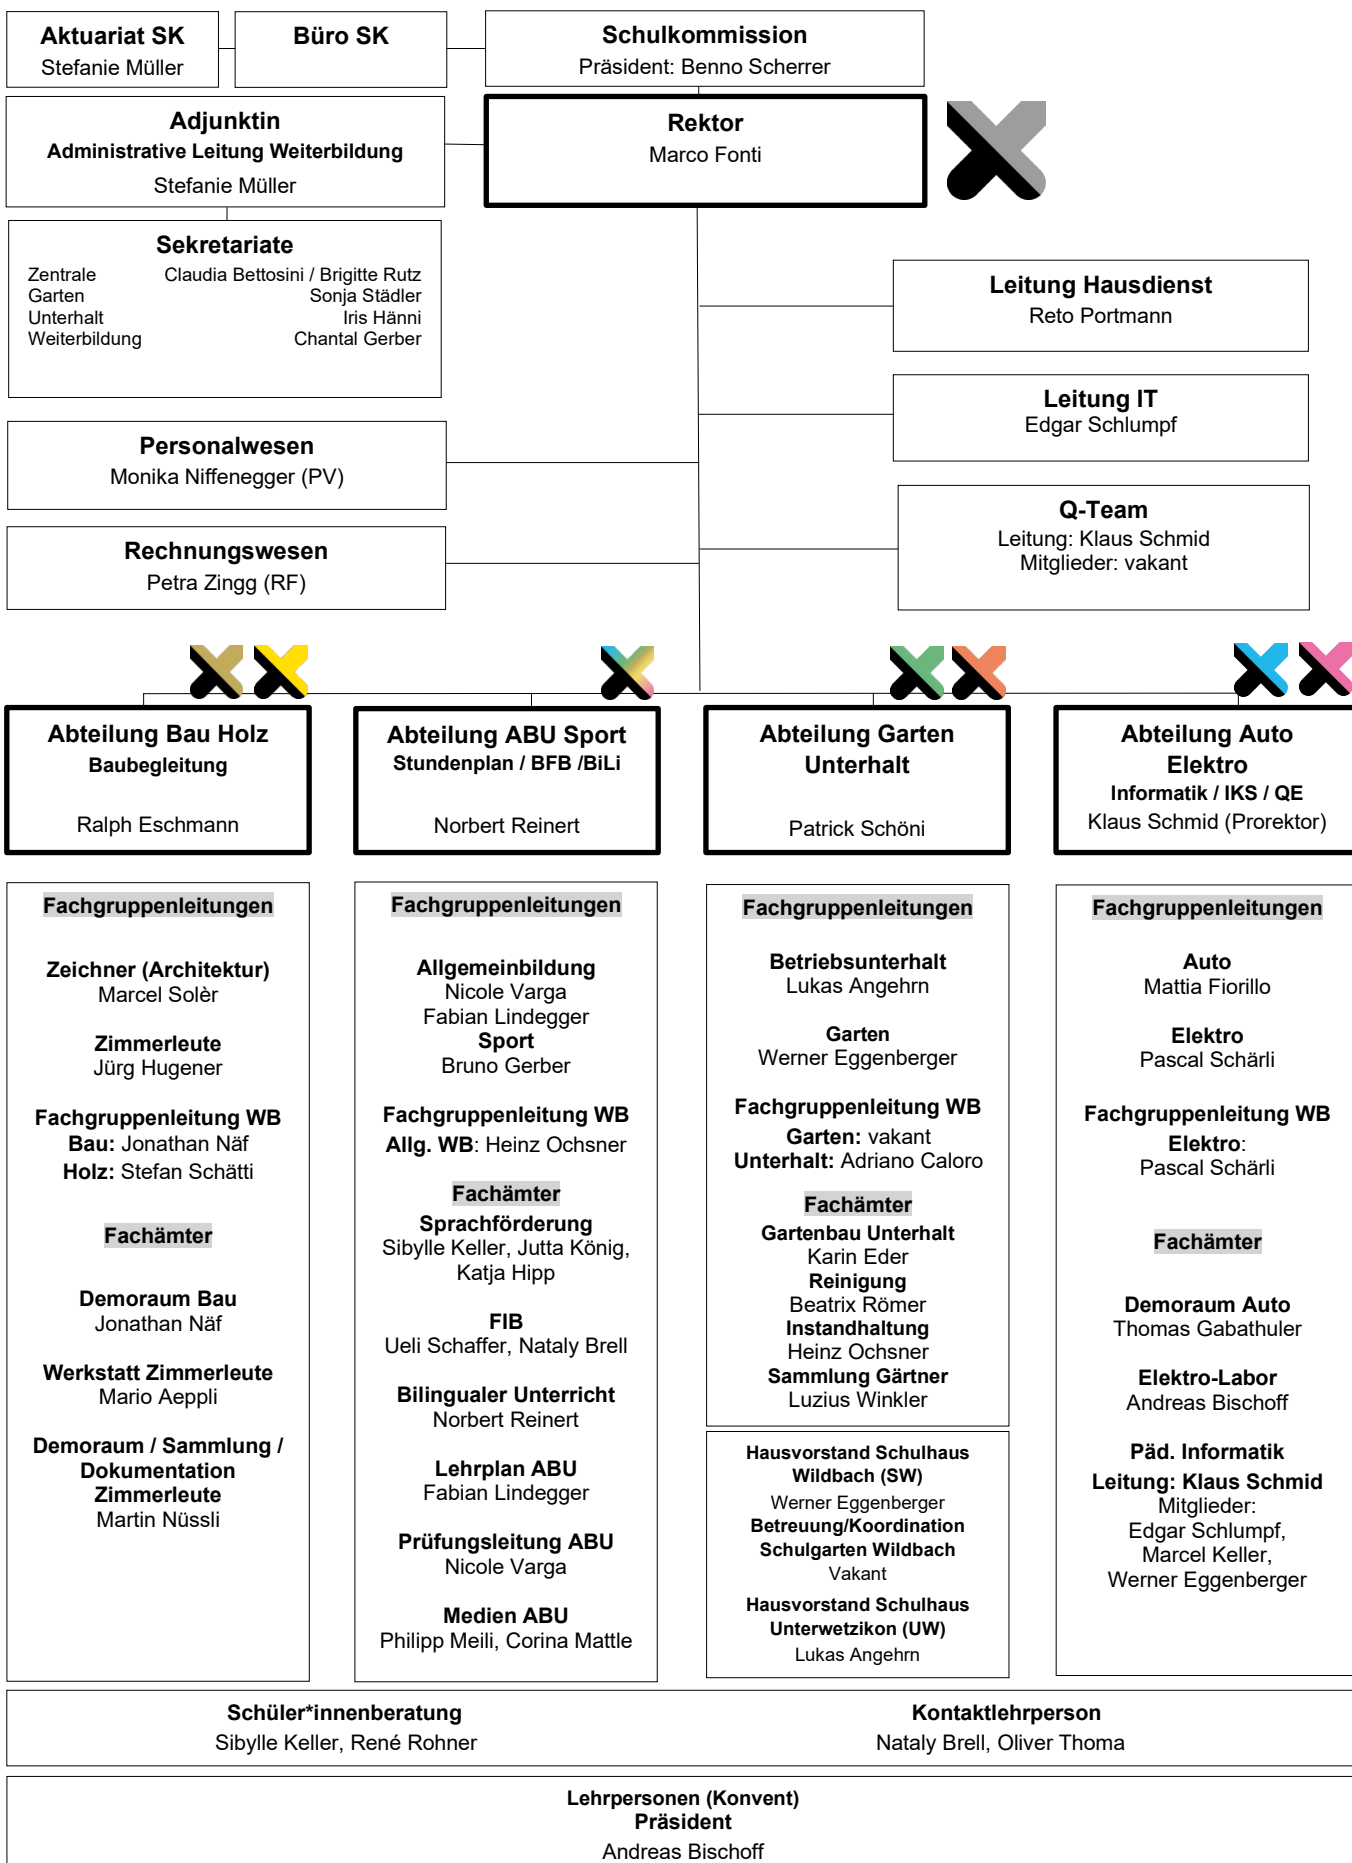 Aktuariat SK
Stefanie Müller
Büro SK
Schulkommission
Präsident: Benno Scherrer
Adjunktin
Administrative Leitung Weiterbildung
Stefanie Müller
Rektor
Marco Fonti
Sekretariate
Zentrale Claudia Bettosini / Brigitte Rutz
Garten Sonja Städler
Unterhalt Iris Hänni
Weiterbildung Chantal Gerber
Leitung Hausdienst
Reto Portmann
Leitung IT
Edgar Schlumpf
Personalwesen
Monika Niffenegger (PV)
Q-Team
Leitung: Klaus Schmid
Mitglieder: vakant
Rechnungswesen
Petra Zingg (RF)
Abteilung Bau Holz
Baubegleitung
Ralph Eschmann
Abteilung ABU Sport
Stundenplan / BFB /BiLi
Norbert Reinert
Abteilung Garten
Unterhalt
Patrick Schöni
Abteilung Auto
Elektro
Informatik / IKS / QE
Klaus Schmid (Prorektor)
Fachgruppenleitungen
Zeichner (Architektur)
Marcel Solèr
Zimmerleute
Jürg Hugener
Fachgruppenleitung WB
Bau: Jonathan Näf
Holz: Stefan Schätti
Fachämter
Demoraum Bau
Jonathan Näf
Werkstatt Zimmerleute
Mario Aeppli
Demoraum / Sammlung /
Dokumentation
Zimmerleute
Martin Nüssli
Fachgruppenleitungen
Allgemeinbildung
Nicole Varga
Fabian Lindegger
Sport
Bruno Gerber
Fachgruppenleitung WB
Allg. WB: Heinz Ochsner
Fachämter
Sprachförderung
Sibylle Keller, Jutta König,
Katja Hipp
FIB
Ueli Schaffer, Nataly Brell
Bilingualer Unterricht
Norbert Reinert
Lehrplan ABU
Fabian Lindegger
Prüfungsleitung ABU
Nicole Varga
Medien ABU
Philipp Meili, Corina Mattle
Fachgruppenleitungen
Betriebsunterhalt
Lukas Angehrn
Garten
Werner Eggenberger
Fachgruppenleitung WB
Garten: vakant
Unterhalt: Adriano Caloro
Fachämter
Gartenbau Unterhalt
Karin Eder
Reinigung
Beatrix Römer
Instandhaltung
Heinz Ochsner
Sammlung Gärtner
Luzius Winkler
Hausvorstand Schulhaus
Wildbach (SW)
Werner Eggenberger
Betreuung/Koordination
Schulgarten Wildbach
Vakant
Hausvorstand Schulhaus
Unterwetzikon (UW)
Lukas Angehrn
Fachgruppenleitungen
Auto
Mattia Fiorillo
Elektro
Pascal Schärli
Fachgruppenleitung WB
Elektro:
Pascal Schärli
Fachämter
Demoraum Auto
Thomas Gabathuler
Elektro-Labor
Andreas Bischoff
Päd. Informatik
Leitung: Klaus Schmid
Mitglieder:
Edgar Schlumpf,
Marcel Keller,
Werner Eggenberger
Schüler*innenberatung
Sibylle Keller, René Rohner
Kontaktlehrperson
Nataly Brell, Oliver Thoma
Lehrpersonen (Konvent)
Präsident
Andreas Bischoff